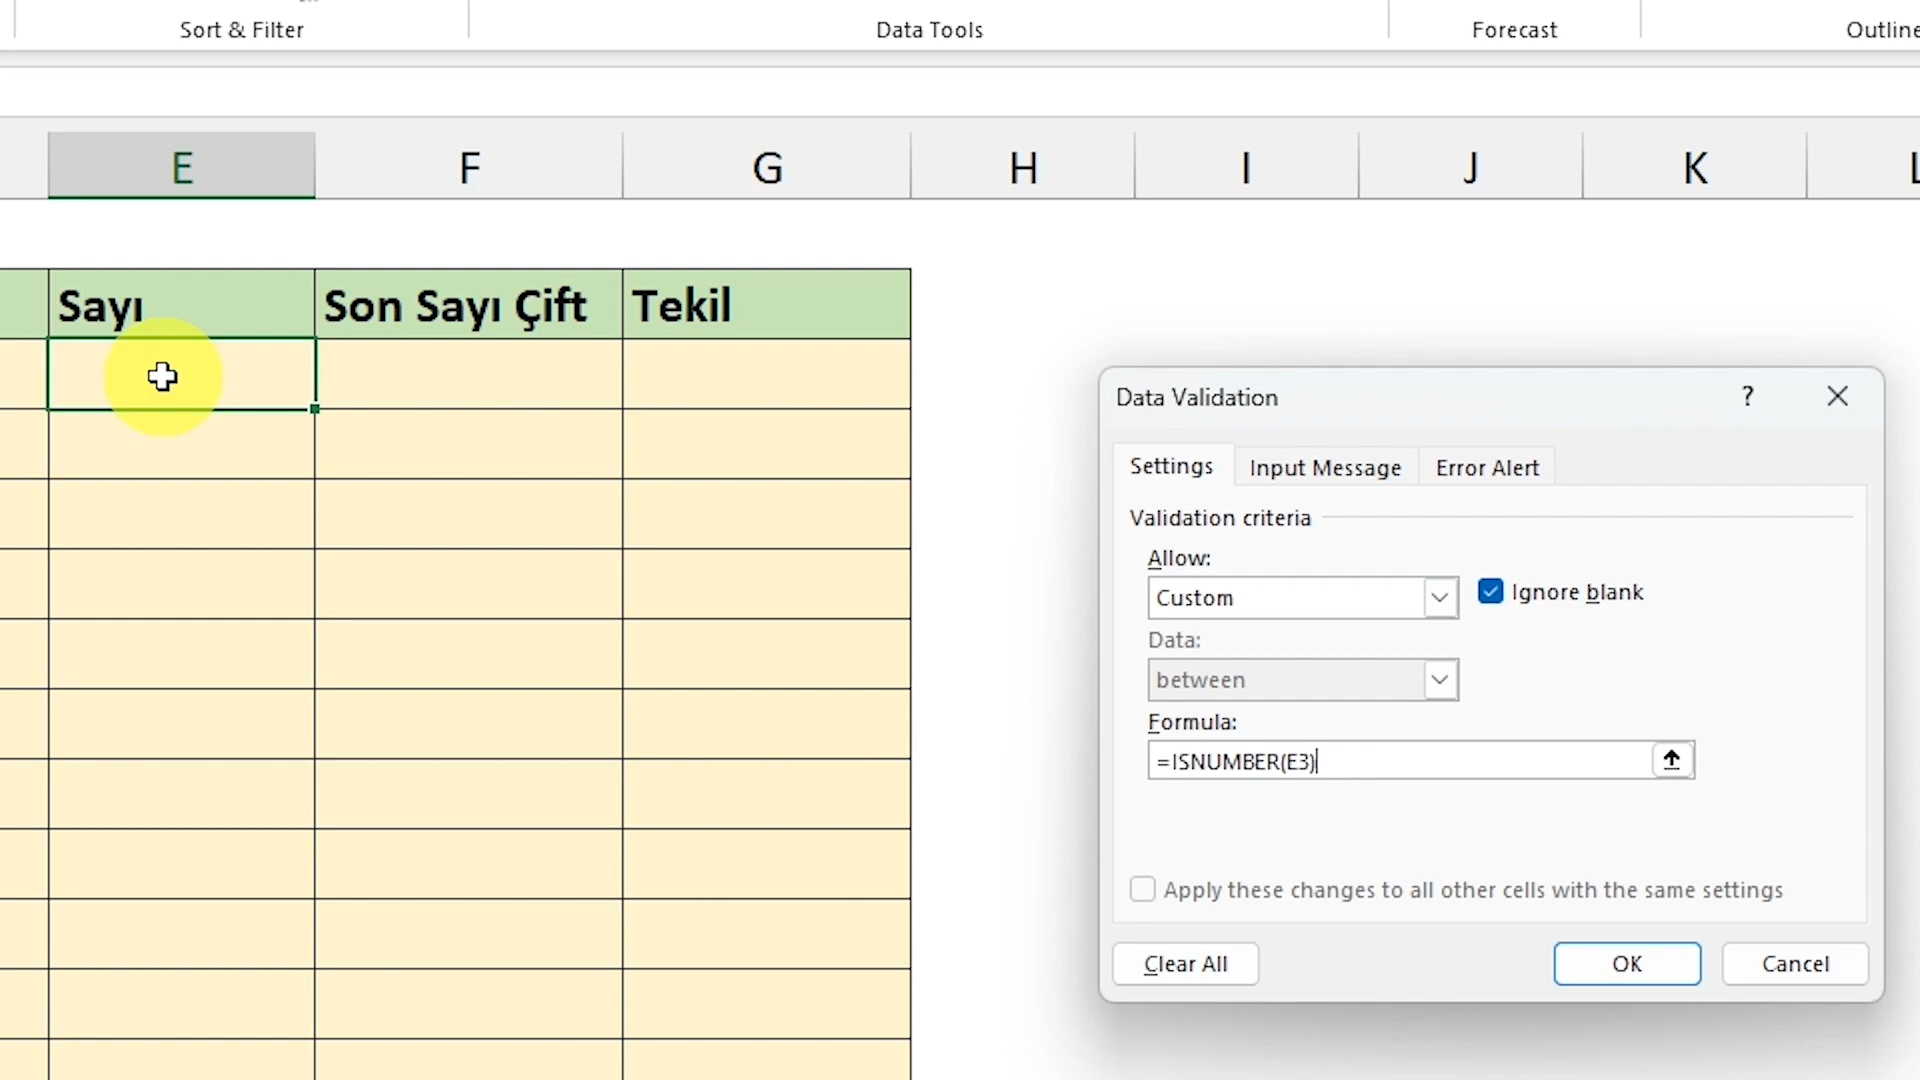 Sort & Filter
Data Tools
Forecast
Outline
E F G H I J K L
Sayı Son Sayı Çift Tekil
Data Validation ?
Settings Input Message Error Alert
Validation criteria
Allow:
Custom
Ignore blank
Data:
between
Formula:
=ISNUMBER(E3)
Apply these changes to all other cells with the same settings
Clear All OK Cancel